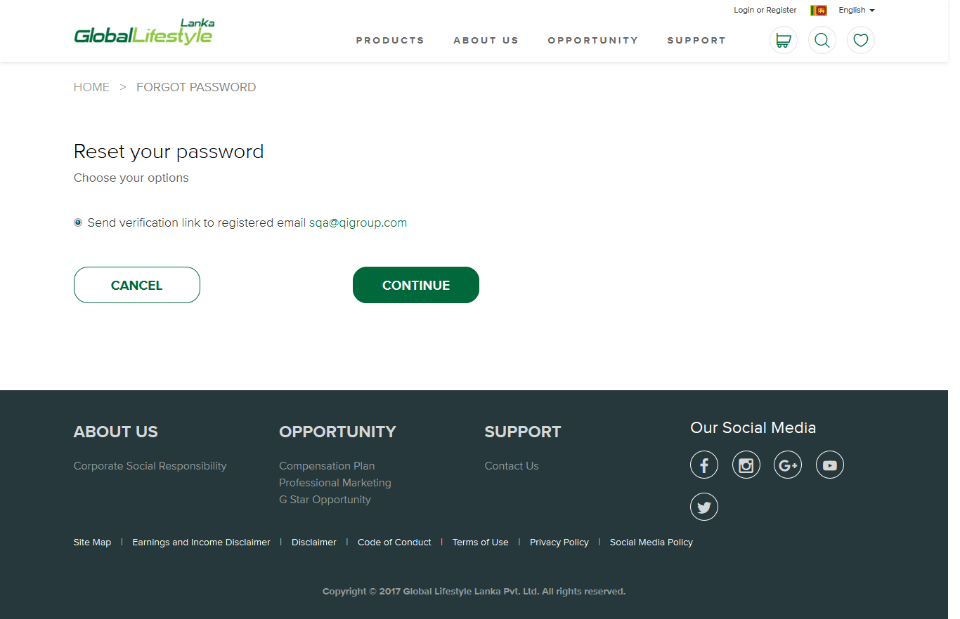 Login or Register
English
Lanka
GlobalLifestyle
PRODUCTS
ABOUT US
OPPORTUNITY
SUPPORT
HOME > FORGOT PASSWORD
Reset your password
Choose your options
Send verification link to registered email sqa@qigroup.com
CANCEL
CONTINUE
ABOUT US
Corporate Social Responsibility
OPPORTUNITY
Compensation Plan
Professional Marketing
G Star Opportunity
SUPPORT
Contact Us
Our Social Media
f
G+
Site Map | Earnings and Income Disclaimer | Disclaimer | Code of Conduct | Terms of Use | Privacy Policy | Social Media Policy
Copyright © 2017 Global Lifestyle Lanka Pvt. Ltd. All rights reserved.